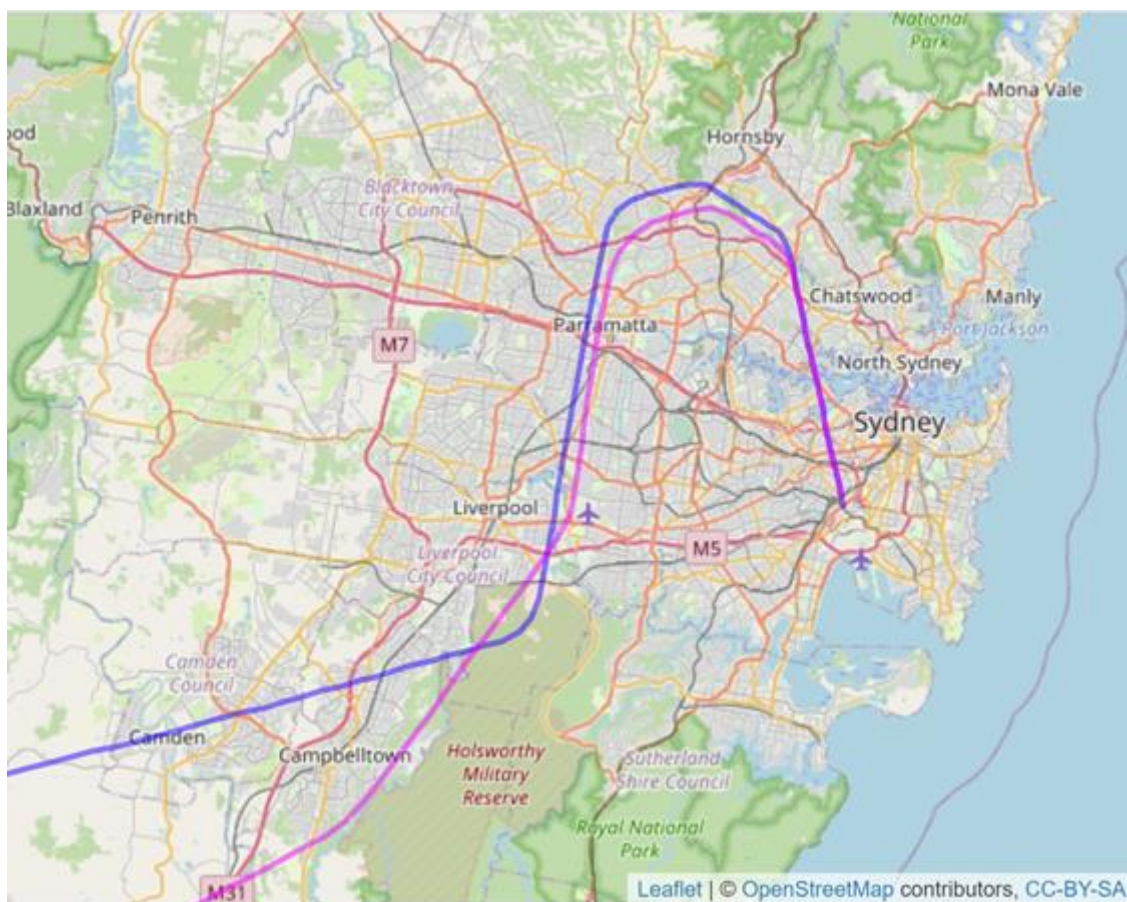 National
Park
Mona Vale
ood
Hornsby
Blacktown
City Council
Blaxland
Penrith
Chatswood
Manly
Parramatta
Port Jackson
M7
North Sydney
Sydney
Liverpool
M5
Liverpool
City Council
Camden
Council
Camden
Campbelltown
Holsworthy
Military
Reserve
Sutherland
Shire Council
Royal National
Park
M31
Leaflet | © OpenStreetMap contributors, CC-BY-SA